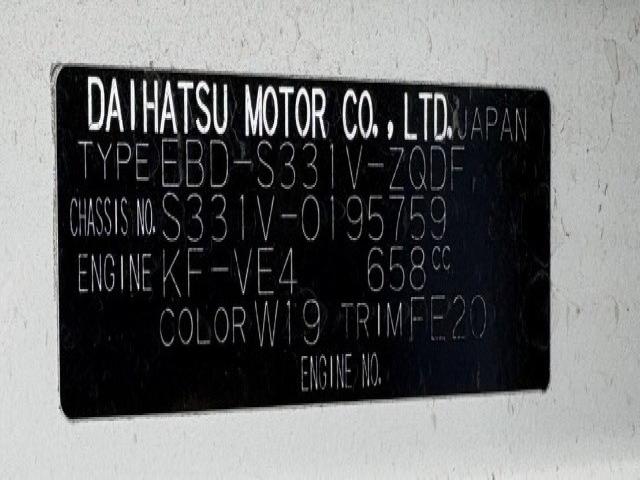 DAIHATSU MOTOR CO., LTD. JAPAN
TYPE EBD-S331V-ZQDF
CHASSIS NO. S331V-0195759
ENGINE KF-VE4 658cc
COLOR W19 TRIM FE20
ENGINE NO.